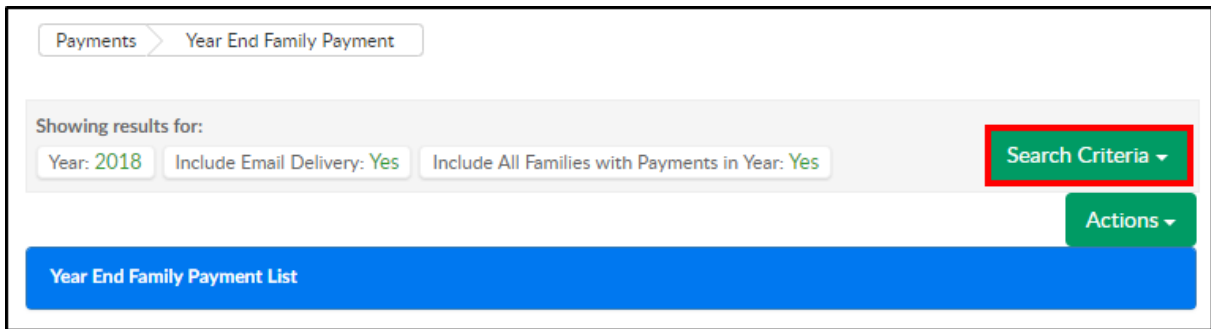 Payments Year End Family Payment
Showing results for:
Year: 2018 Include Email Delivery: Yes Include All Families with Payments in Year: Yes
Search Criteria
Actions
Year End Family Payment List